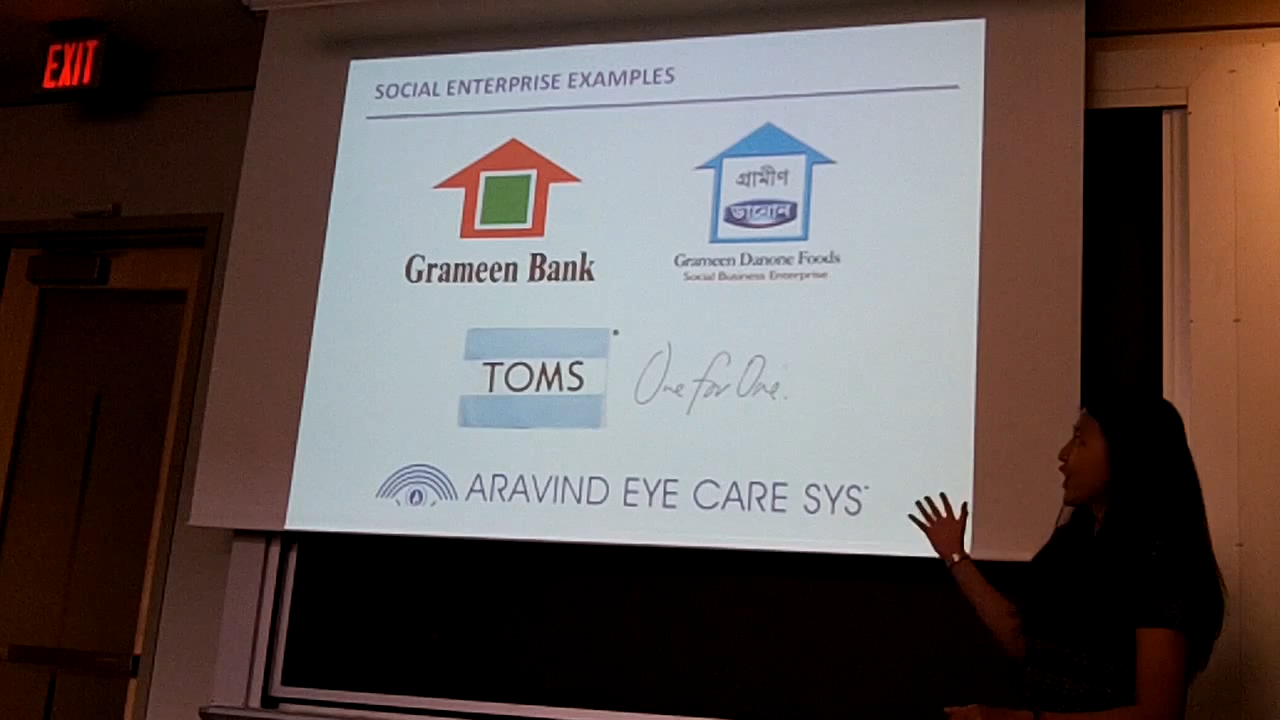 EXIT
SOCIAL ENTERPRISE EXAMPLES
গ্রামীণ
ডানোন
Grameen Bank
Grameen Danone Foods
Social Business Enterprise
TOMS
One for One.
ARAVIND EYE CARE SYS